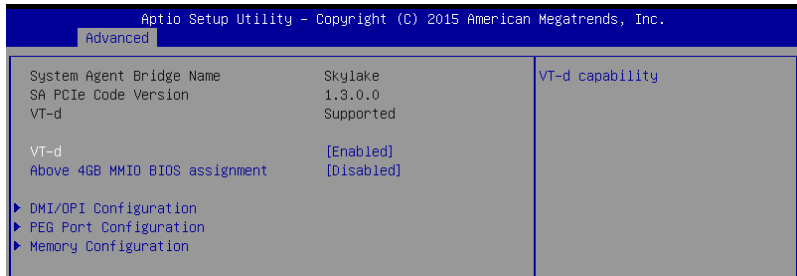 Aptio Setup Utility – Copyright (C) 2015 American Megatrends, Inc.
Advanced
System Agent Bridge Name Skylake
SA PCIe Code Version 1.3.0.0
VT-d Supported
VT-d [Enabled]
Above 4GB MMIO BIOS assignment [Disabled]
DMI/OPI Configuration
PEG Port Configuration
Memory Configuration
VT-d capability